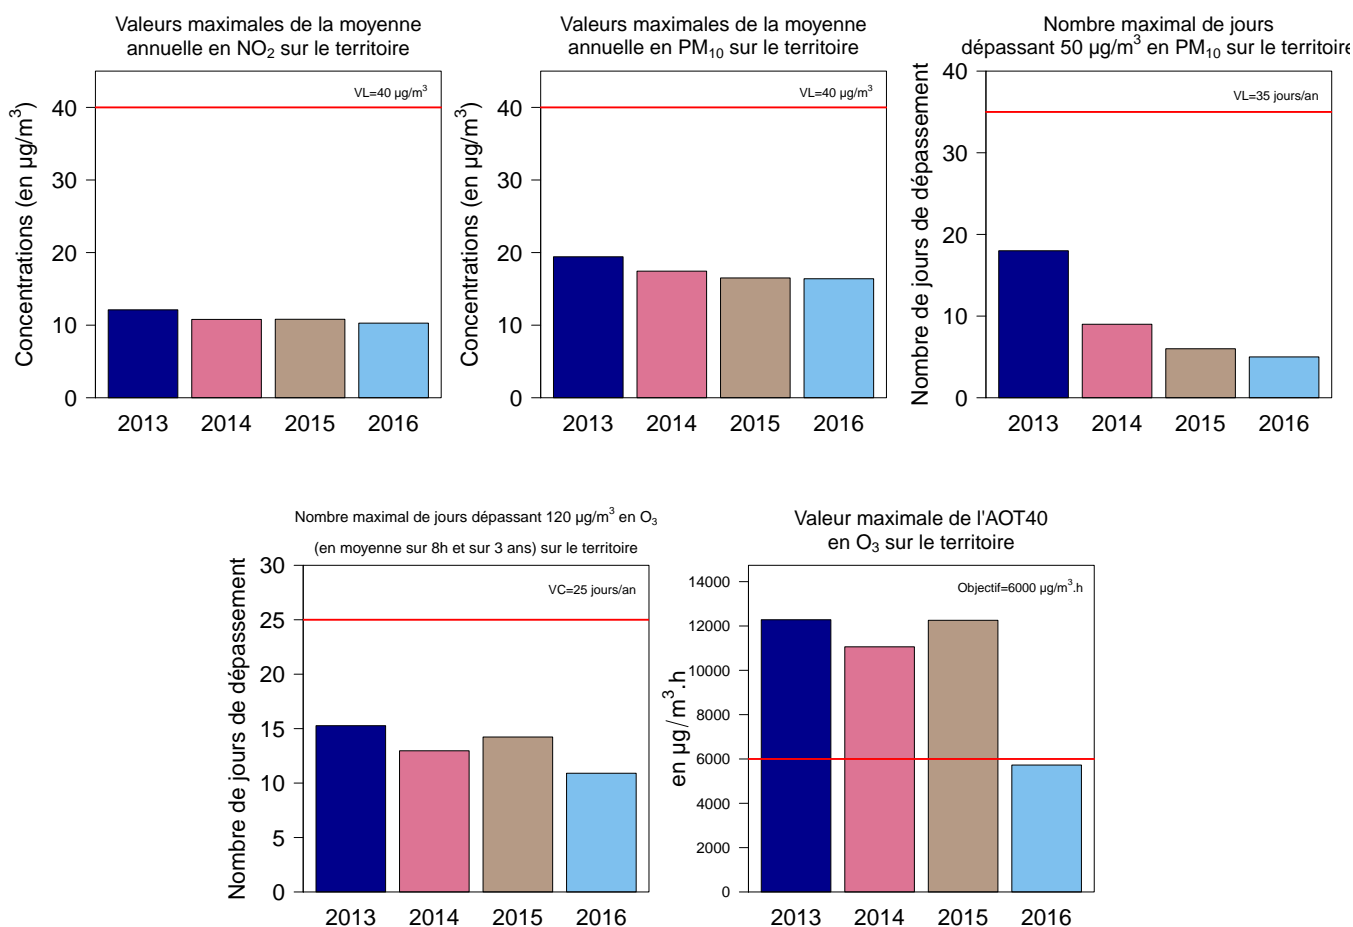 Valeurs maximales de la moyenne
annuelle en NO₂ sur le territoire
Concentrations (en µg/m³)
40
30
20
10
0
VL=40 µg/m³
2013 2014 2015 2016
Valeurs maximales de la moyenne
annuelle en PM₁₀ sur le territoire
Concentrations (en µg/m³)
40
30
20
10
0
VL=40 µg/m³
2013 2014 2015 2016
Nombre maximal de jours
dépassant 50 µg/m³ en PM₁₀ sur le territoire
Nombre de jours de dépassement
40
30
20
10
0
VL=35 jours/an
2013 2014 2015 2016
Nombre maximal de jours dépassant 120 µg/m³ en O₃
(en moyenne sur 8h et sur 3 ans) sur le territoire
Nombre de jours de dépassement
30
25
20
15
10
5
0
VC=25 jours/an
2013 2014 2015 2016
Valeur maximale de l'AOT40
en O₃ sur le territoire
en µg/m³.h
14000
12000
10000
8000
6000
4000
2000
0
Objectif=6000 µg/m³.h
2013 2014 2015 2016